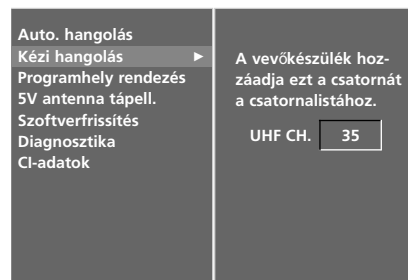 Auto. hangolás
Kézi hangolás ►
Programhely rendezés
5V antenna tápell.
Szoftverfrissítés
Diagnosztika
CI-adatok
A vevőkészülék hoz-
záadja ezt a csatornát
a csatornalistához.
UHF CH. 35